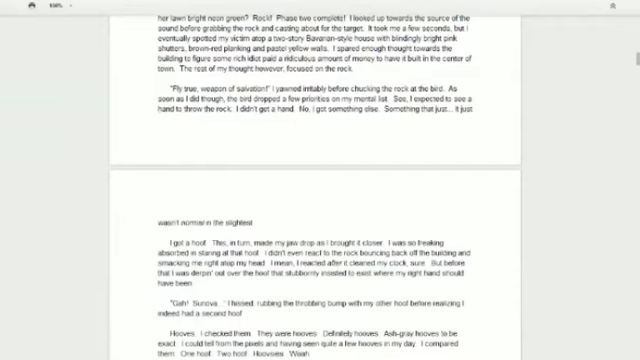 100%
her lawn bright neon green? Rock! Phase two complete! I looked up towards the source of the
sound before grabbing the rock and casting about for the target. It took me a few seconds, but I
eventually spotted my victim atop a two-story Bavarian-style house with blindingly bright pink
shutters, brown-red planking and pastel yellow walls. I spared enough thought towards the
building to figure some rich idiot paid a ridiculous amount of money to have it built in the center of
town. The rest of my thought however, focused on the rock.
"Fly true, weapon of salvation!" I yawned irritably before chucking the rock at the bird. As
soon as I did though, the bird dropped a few priorities on my mental list. See, I expected to see a
hand to throw the rock. I didn't get a hand. No, i got something else. Something that just... it just
wasn't normal in the slightest
I got a hoof. This, in turn, made my jaw drop as I brought it closer. I was so freaking
absorbed in staring at that hoof. I didn't even react to the rock bouncing back off the building and
smacking me right atop my head. I mean, I reacted after it cleaned my clock, sure. But before
that I was derpin' out over the hoof that stubbornly insisted to exist where my right hand should
have been
"Gah! Sunova..." I hissed, rubbing the throbbing bump with my other hoof before realizing I
indeed had a second hoof
Hooves. I checked them. They were hooves. Definitely hooves. Ash-gray hooves to be
exact. I could tell from the pixels and having seen quite a few hooves in my day. I compared
them. One hoof. Two hoof. Hoovsies. Waah